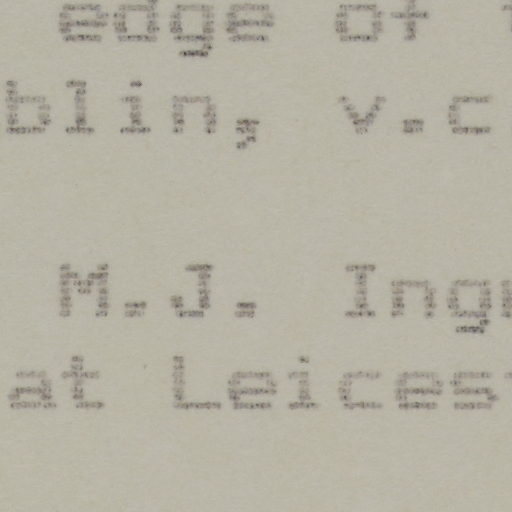 edge of
blin, v.c
M.J. Ing
at Leices